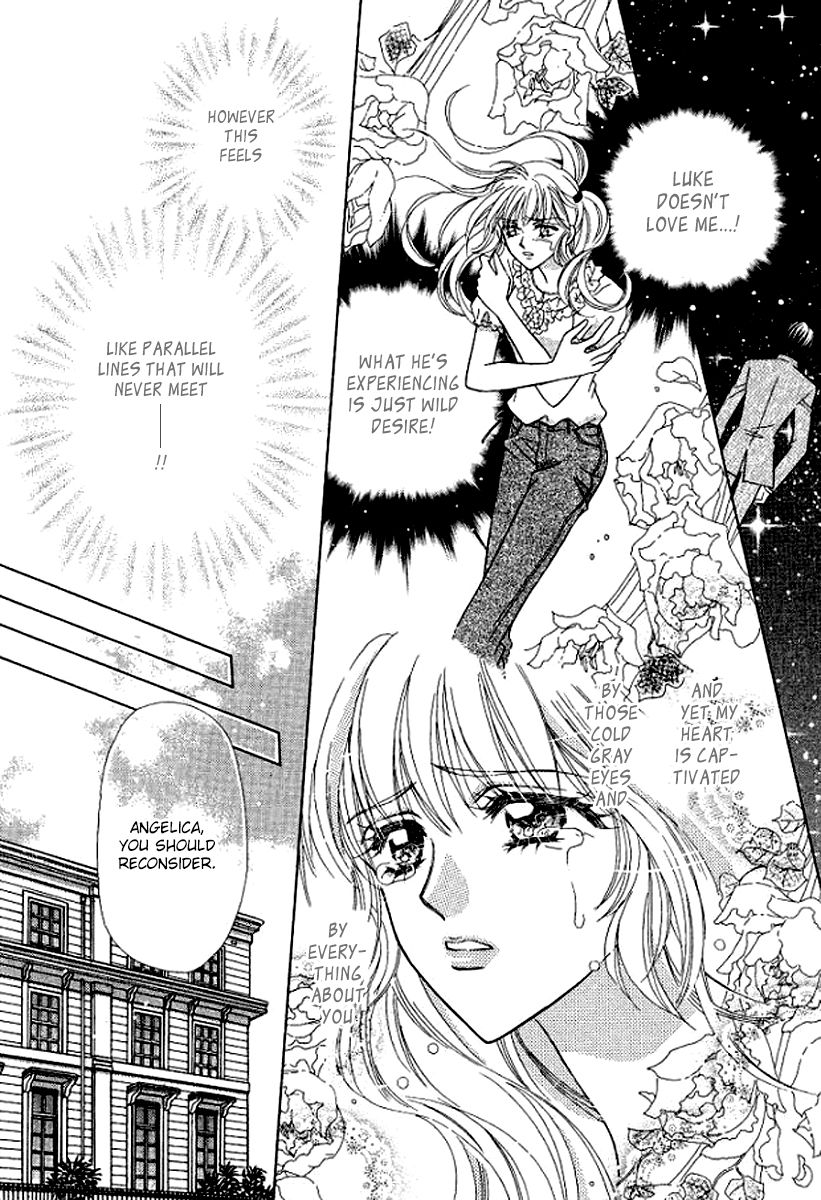 LUKE
DOESN'T
LOVE ME...!
WHAT HE'S
EXPERIENCING
IS JUST WILD
DESIRE!
AND
YET MY
HEART
IS CAP-
TIVATED
BY
THOSE
COLD
GRAY
EYES
AND
BY
EVERY-
THING
ABOUT
YOU!
HOWEVER
THIS
FEELS
LIKE PARALLEL
LINES THAT WILL
NEVER MEET
—
!!
ANGELICA,
YOU SHOULD
RECONSIDER.